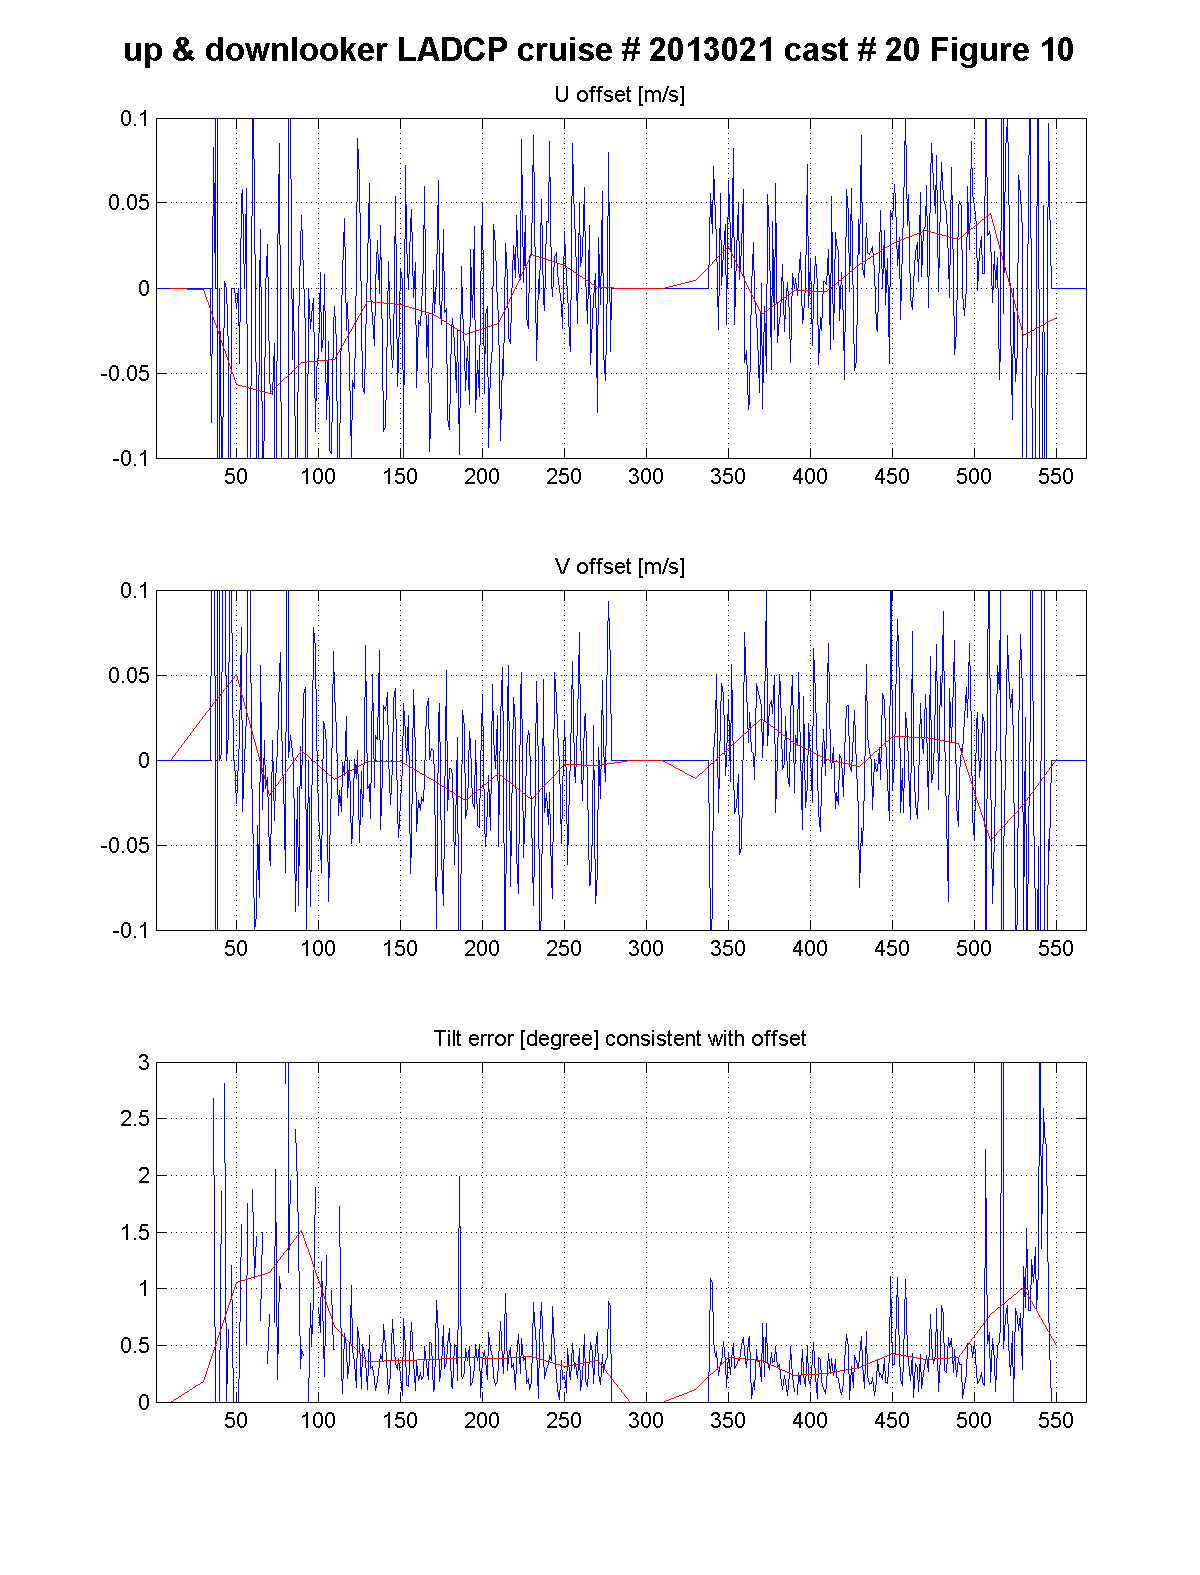 up & downlooker LADCP cruise # 2013021 cast # 20 Figure 10
U offset [m/s]
0.1
0.05
0
-0.05
-0.1
50 100 150 200 250 300 350 400 450 500 550
V offset [m/s]
0.1
0.05
0
-0.05
-0.1
50 100 150 200 250 300 350 400 450 500 550
Tilt error [degree] consistent with offset
3
2.5
2
1.5
1
0.5
0
50 100 150 200 250 300 350 400 450 500 550